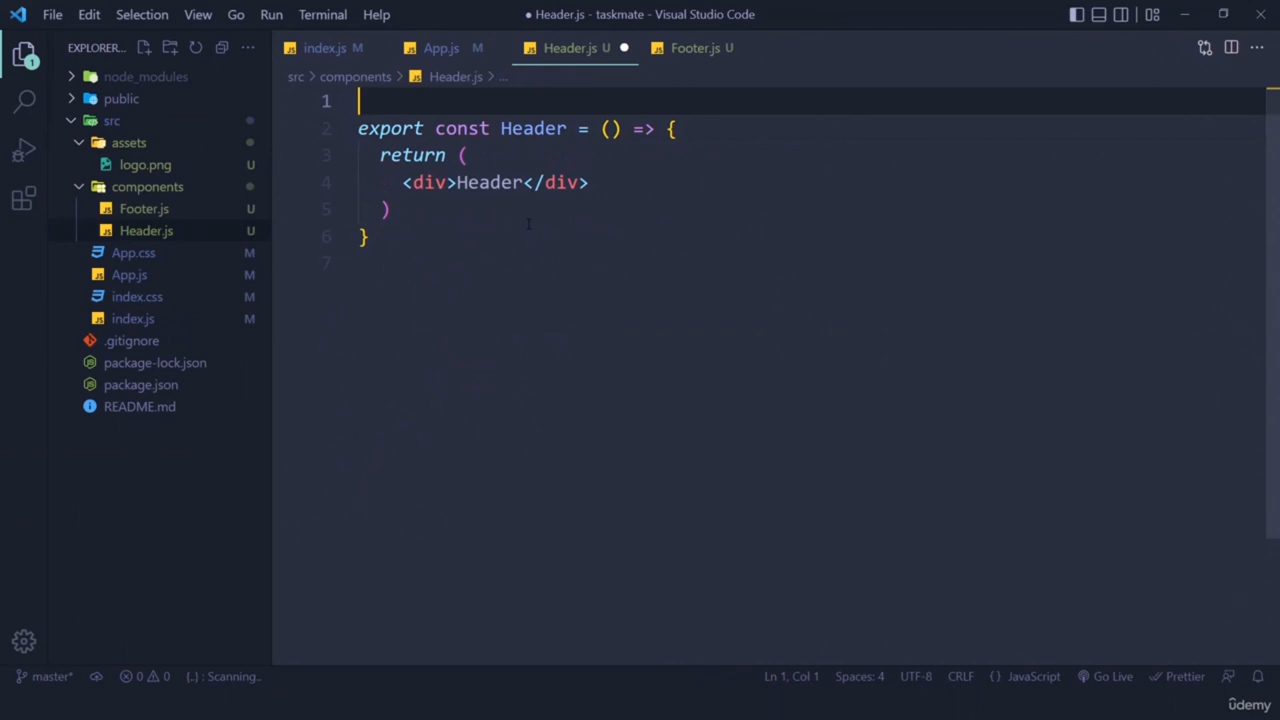 File Edit Selection View Go Run Terminal Help
Header.js - taskmate - Visual Studio Code
EXPLORER...
index.js M
App.js M
Header.js U
Footer.js U
src > components > Header.js > ...
node_modules
public
src
assets
logo.png U
components
Footer.js U
Header.js U
App.css M
App.js M
index.css M
index.js M
.gitignore
package-lock.json
package.json
README.md
1
2 export const Header = () => {
3 return (
4 <div>Header</div>
5 )
6 }
7
master* 0 0 {..} : Scanning..
Ln 1, Col 1 Spaces: 4 UTF-8 CRLF {} JavaScript Go Live Prettier
ûdemy